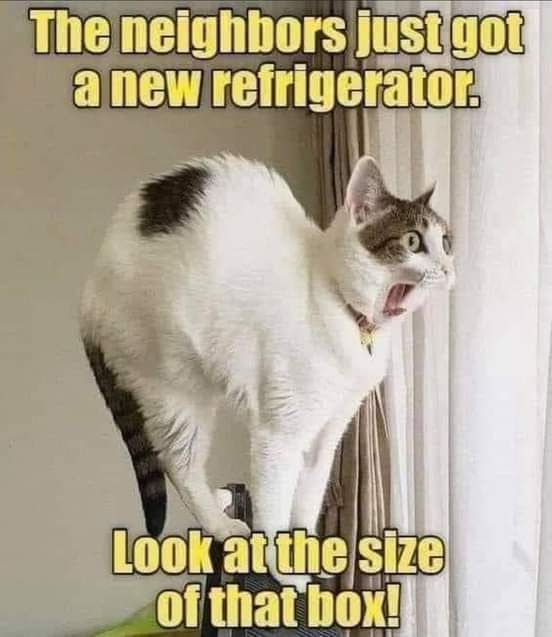 The neighbors just got
a new refrigerator.
Look at the size
of that box!